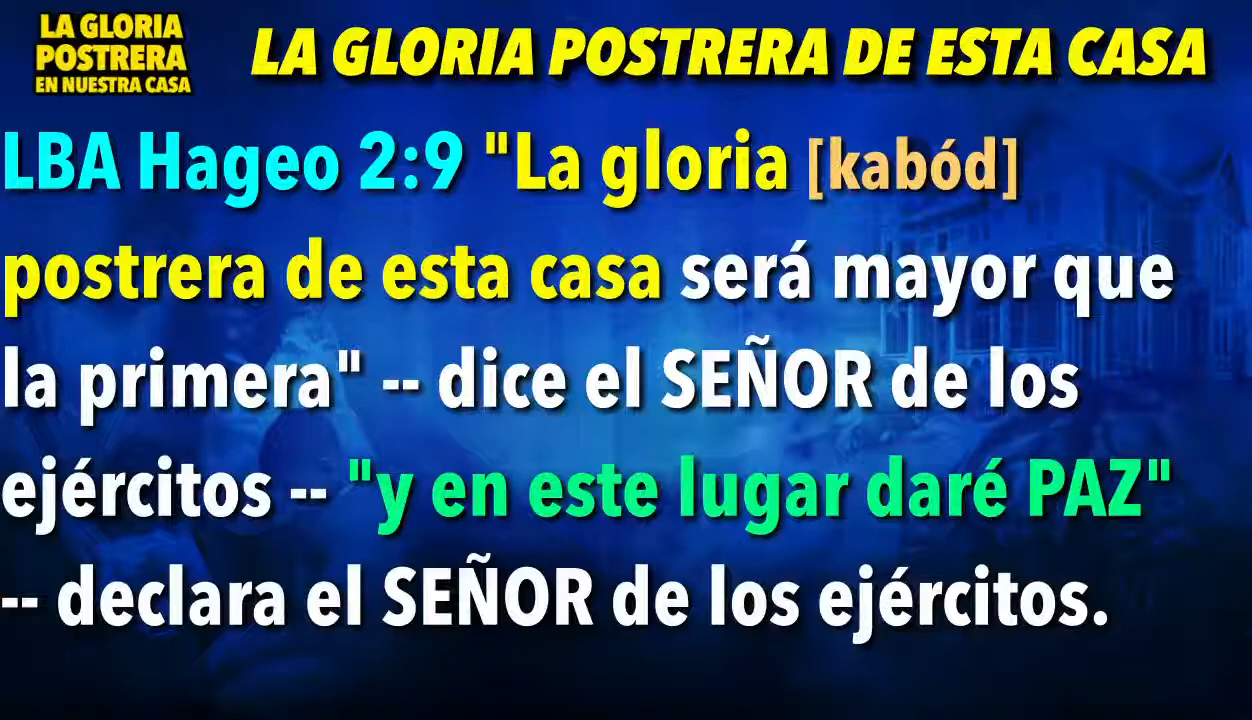 LA GLORIA
POSTRERA
EN NUESTRA CASA
LA GLORIA POSTRERA DE ESTA CASA
LBA Hageo 2:9 "La gloria [kabód]
postrera de esta casa será mayor que
la primera" -- dice el SEÑOR de los
ejércitos -- "y en este lugar daré PAZ"
-- declara el SEÑOR de los ejércitos.